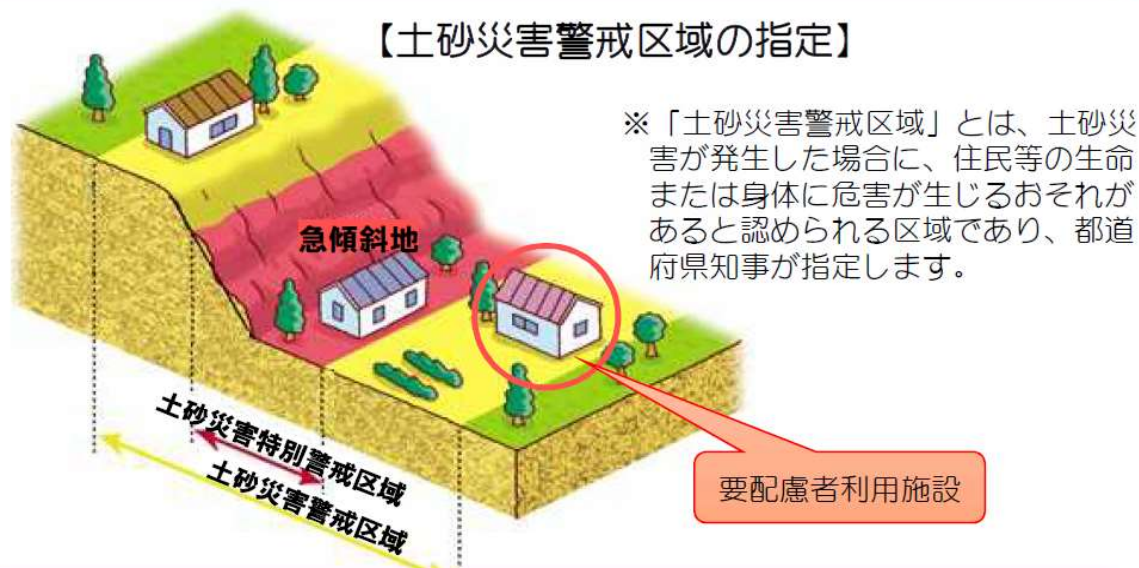 【土砂災害警戒区域の指定】
※「土砂災害警戒区域」とは、土砂災
害が発生した場合に、住民等の生命
または身体に危害が生じるおそれが
あると認められる区域であり、都道
府県知事が指定します。
急傾斜地
土砂災害特別警戒区域
土砂災害警戒区域
要配慮者利用施設